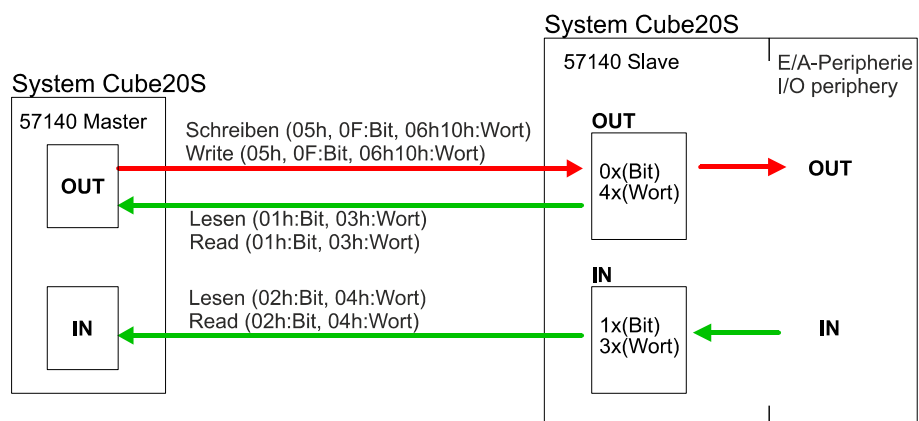 System Cube20S
57140 Master
OUT
IN
Schreiben (05h, 0F:Bit, 06h10h:Wort)
Write (05h, 0F:Bit, 06h10h:Wort)
Lesen (01h:Bit, 03h:Wort)
Read (01h:Bit, 03h:Wort)
Lesen (02h:Bit, 04h:Wort)
Read (02h:Bit, 04h:Wort)
System Cube20S
57140 Slave
OUT
0x(Bit)
4x(Wort)
IN
1x(Bit)
3x(Wort)
E/A-Peripherie
I/O periphery
OUT
IN